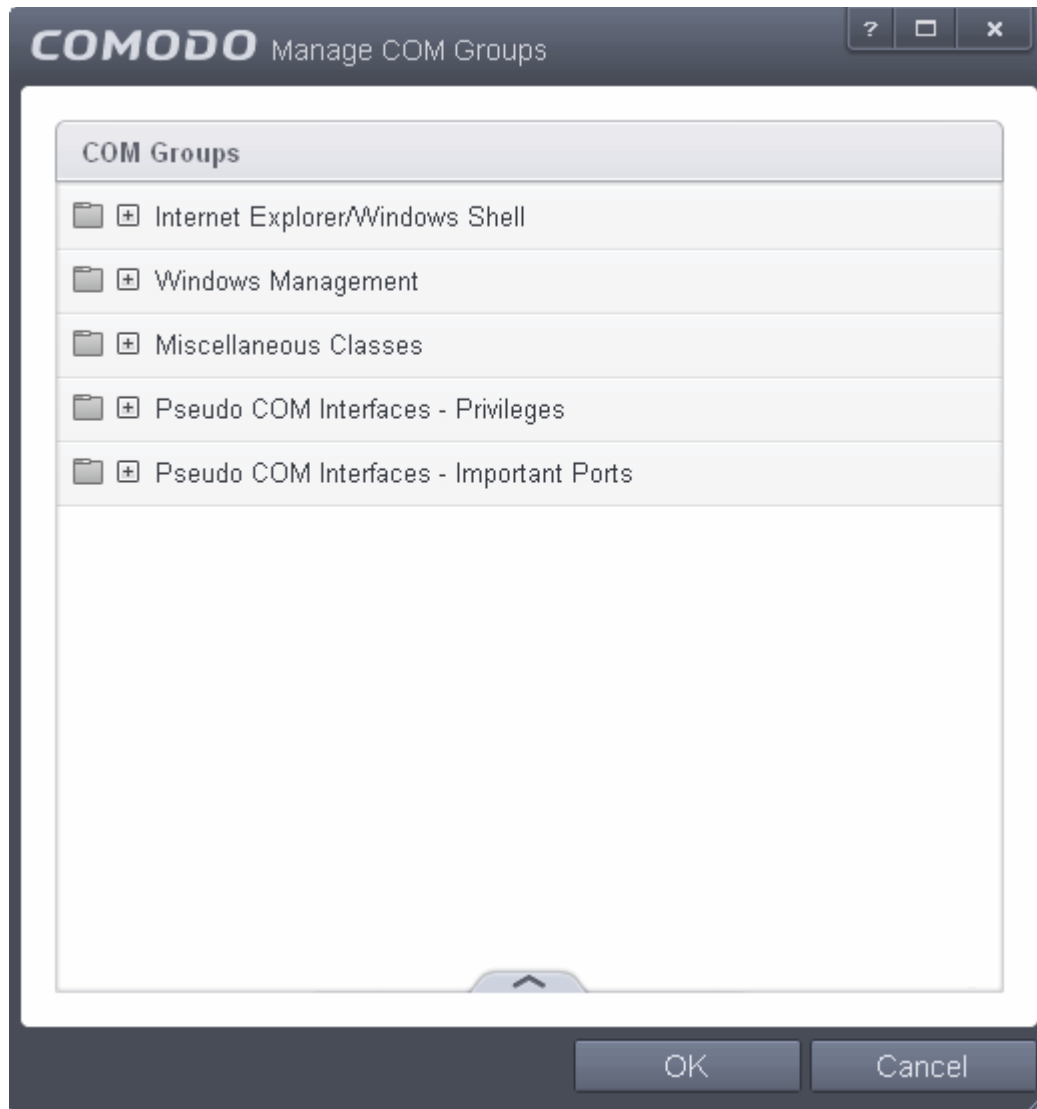 COMODO Manage COM Groups ?
COM Groups
Internet Explorer/Windows Shell
Windows Management
Miscellaneous Classes
Pseudo COM Interfaces - Privileges
Pseudo COM Interfaces - Important Ports
OK Cancel